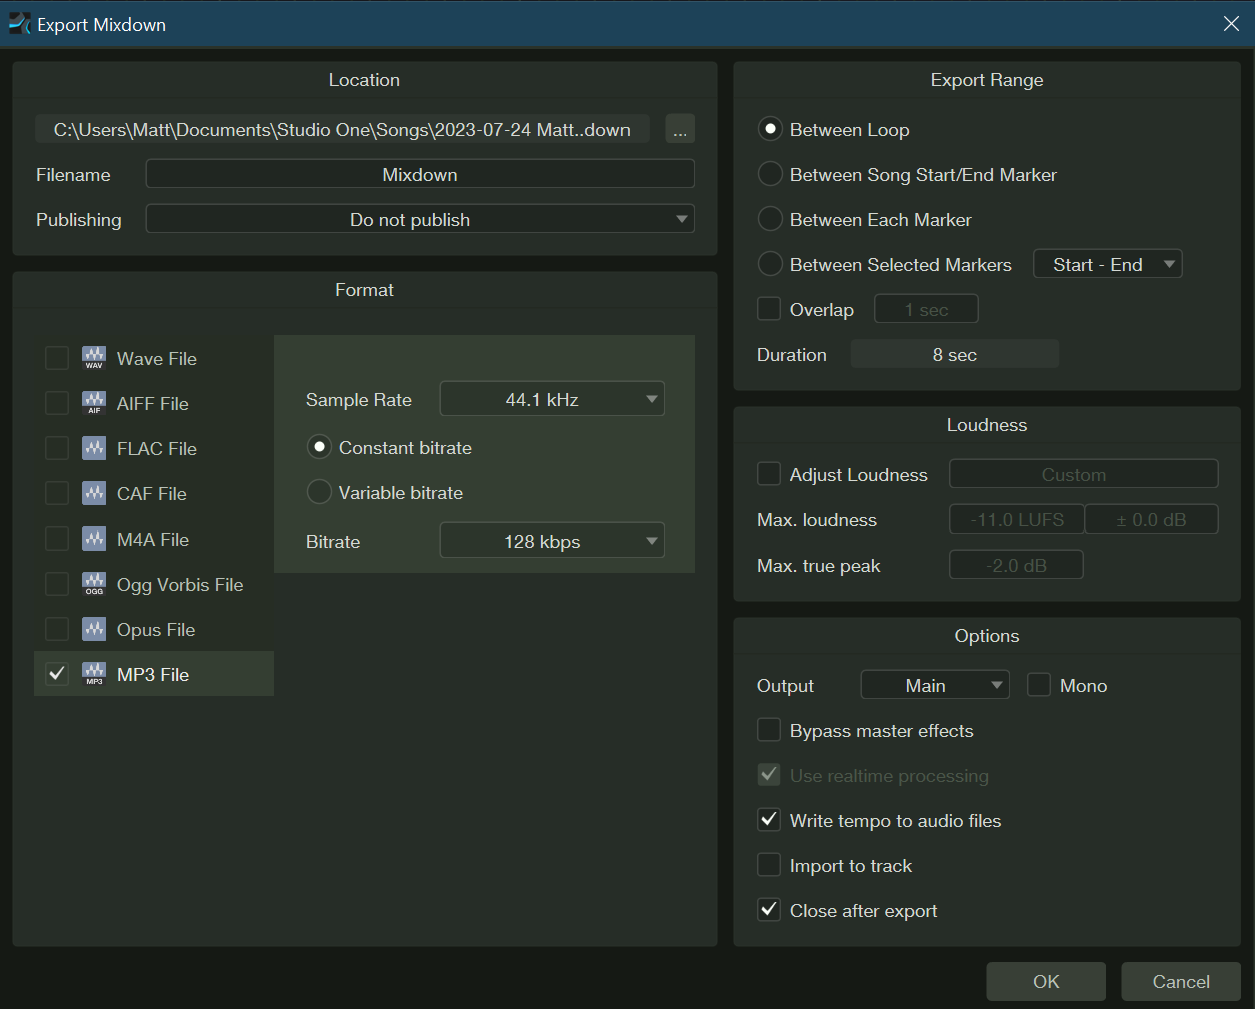 Export Mixdown
Location
C:\Users\Matt\Documents\Studio One\Songs\2023-07-24 Matt..down
...
Filename
Mixdown
Publishing
Do not publish
Format
WAV
Wave File
AIF
AIFF File
FLAC File
CAF File
M4A File
OGG
Ogg Vorbis File
Opus File
MP3
MP3 File
Sample Rate
44.1 kHz
Constant bitrate
Variable bitrate
Bitrate
128 kbps
Export Range
Between Loop
Between Song Start/End Marker
Between Each Marker
Between Selected Markers
Start - End
Overlap
1 sec
Duration
8 sec
Loudness
Adjust Loudness
Custom
Max. loudness
-11.0 LUFS
± 0.0 dB
Max. true peak
-2.0 dB
Options
Output
Main
Mono
Bypass master effects
Use realtime processing
Write tempo to audio files
Import to track
Close after export
OK
Cancel